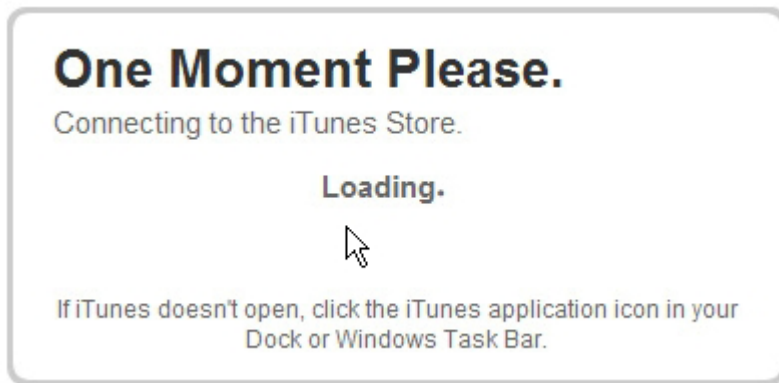 One Moment Please.
Connecting to the iTunes Store.
Loading.
If iTunes doesn't open, click the iTunes application icon in your
Dock or Windows Task Bar.